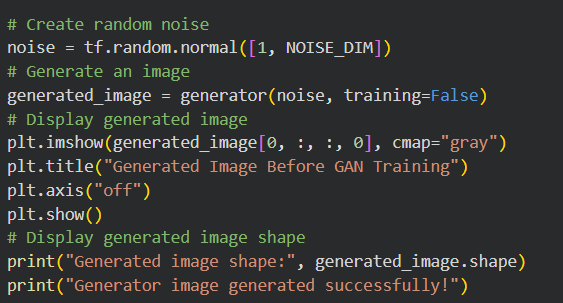 # Create random noise
noise = tf.random.normal([1, NOISE_DIM])
# Generate an image
generated_image = generator(noise, training=False)
# Display generated image
plt.imshow(generated_image[0, :, :, 0], cmap="gray")
plt.title("Generated Image Before GAN Training")
plt.axis("off")
plt.show()
# Display generated image shape
print("Generated image shape:", generated_image.shape)
print("Generator image generated successfully!")